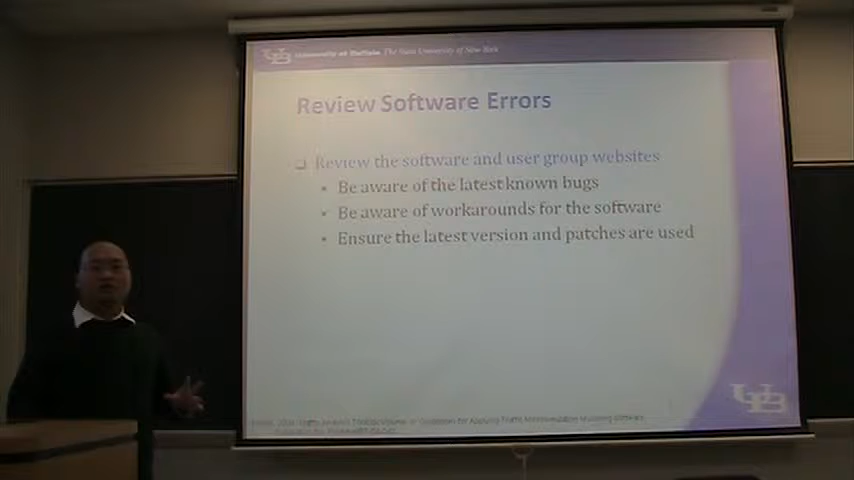 UB University at Buffalo The State University of New York
Review Software Errors
Review the software and user group websites
Be aware of the latest known bugs
Be aware of workarounds for the software
Ensure the latest version and patches are used
UB